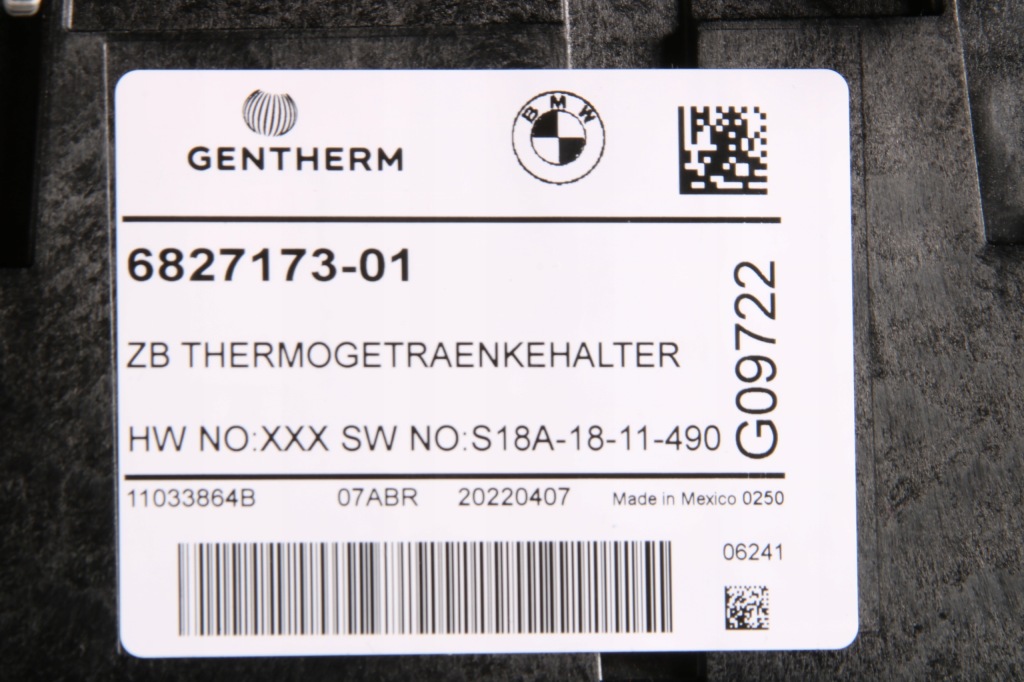 GENTHERM
BMW
6827173-01
ZB THERMOGETRAENKEHALTER
HW NO:XXX SW NO:S18A-18-11-490
G09722
11033864B 07ABR 20220407 Made in Mexico 0250
06241